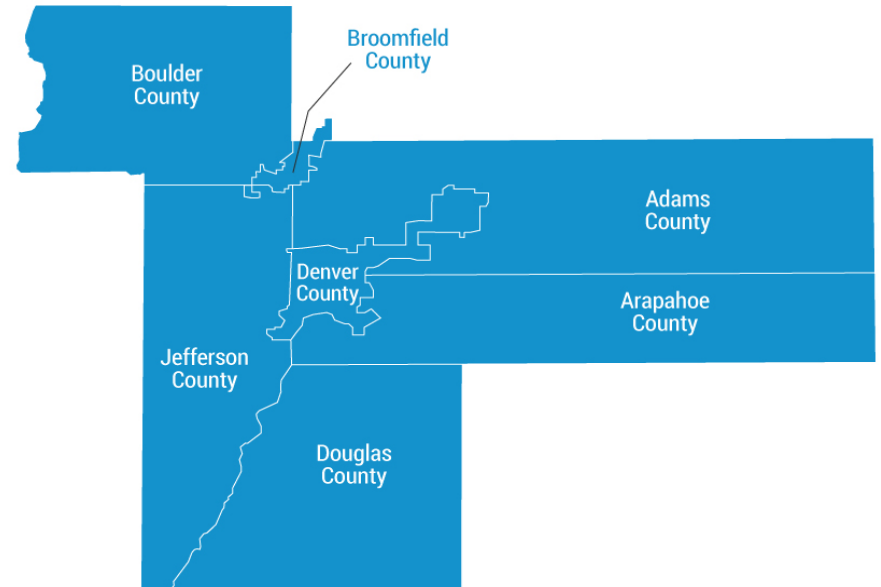 Broomfield
County
Boulder
County
Adams
County
Denver
County
Arapahoe
County
Jefferson
County
Douglas
County